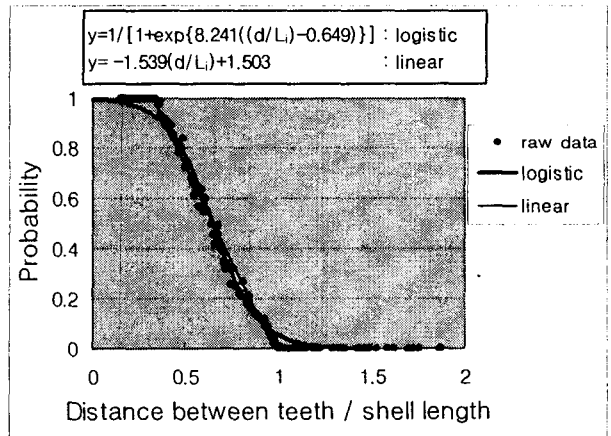 y=1/[1+exp{8.241((d/Lᵢ)-0.649)}] : logistic
y= -1.539(d/Lᵢ)+1.503 : linear
1
0.8
0.6
0.4
0.2
0
Probability
0 0.5 1 1.5 2
Distance between teeth / shell length
raw data
logistic
linear